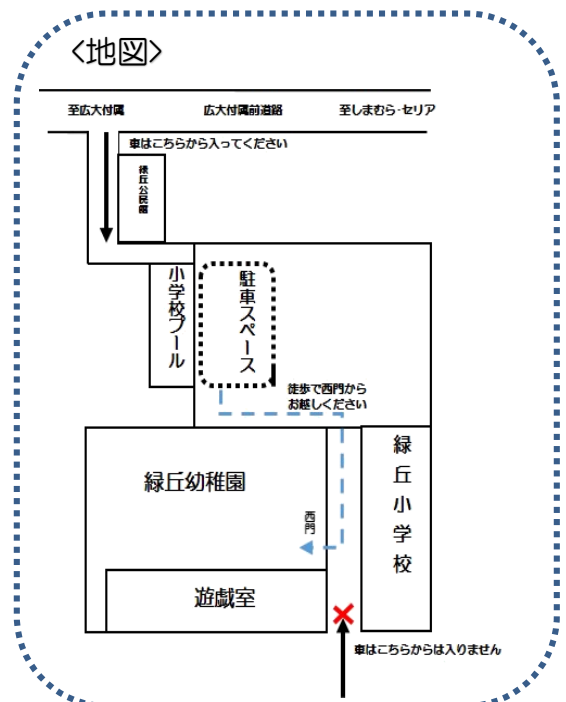 <地図>
至広大付属
広大付属前道路
至しまむら・セリア
車はこちらから入ってください
緑丘公民館
小学校プール
駐車スペース
徒歩で西門から
お越しください
緑丘幼稚園
西門
緑丘小学校
遊戯室
車はこちらからは入りません